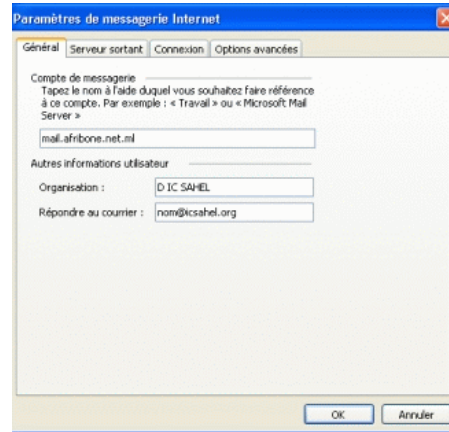 Paramètres de messagerie Internet
Général Serveur sortant Connexion Options avancées
Compte de messagerie
Tapez le nom à l'aide duquel vous souhaitez faire référence
à ce compte. Par exemple : « Travail » ou « Microsoft Mail
Server »
mail.afribone.net.ml
Autres informations utilisateur
Organisation : D IC SAHEL
Répondre au courrier : nom@icsahel.org
OK Annuler